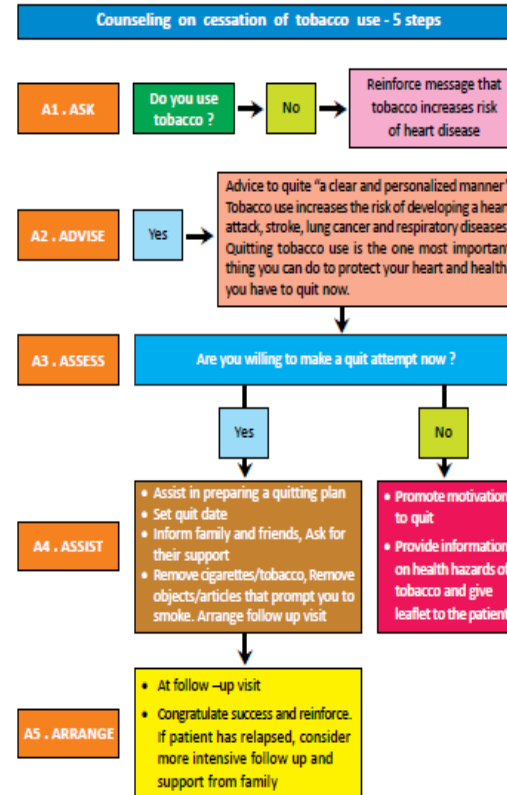 Counseling on cessation of tobacco use - 5 steps
A1 . ASK
Do you use
tobacco ?
No
Reinforce message that
tobacco increases risk
of heart disease
A2 . ADVISE
Yes
Advice to quite "a clear and personalized manner"
Tobacco use increases the risk of developing a heart
attack, stroke, lung cancer and respiratory diseases
Quitting tobacco use is the one most important
thing you can do to protect your heart and health
you have to quit now.
A3 . ASSESS
Are you willing to make a quit attempt now ?
Yes
No
A4 . ASSIST
• Assist in preparing a quitting plan
• Set quit date
• Inform family and friends, Ask for
their support
• Remove cigarettes/tobacco, Remove
objects/articles that prompt you to
smoke. Arrange follow up visit
• Promote motivation
to quit
• Provide information
on health hazards of
tobacco and give
leaflet to the patient
A5 . ARRANGE
• At follow –up visit
• Congratulate success and reinforce.
If patient has relapsed, consider
more intensive follow up and
support from family